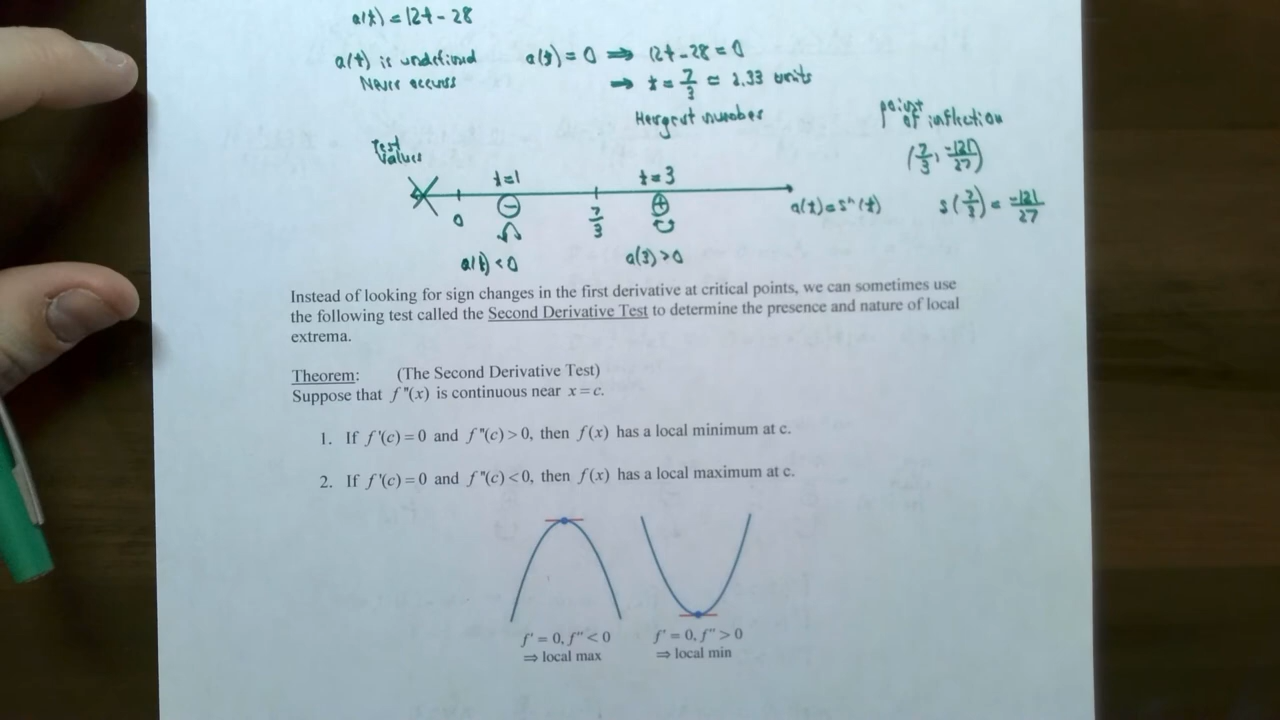 a(t) = 12t - 28
a(t) is undefined a(t) = 0 ⇒ 12t - 28 = 0
Never occurs ⇒ t = 7/3 ≈ 2.33 units
number
point
of inflection
(7/3, -121/27)
Test
Values
t=1 t=3
0 ⊖ 7/3 ⊕ a(t) = s"(t) s(7/3) = -121/27
a(t) < 0 a(3) > 0
Instead of looking for sign changes in the first derivative at critical points, we can sometimes use
the following test called the Second Derivative Test to determine the presence and nature of local
extrema.
Theorem: (The Second Derivative Test)
Suppose that f "(x) is continuous near x = c.
1. If f '(c) = 0 and f "(c) > 0, then f(x) has a local minimum at c.
2. If f '(c) = 0 and f "(c) < 0, then f(x) has a local maximum at c.
f' = 0, f" < 0 f' = 0, f" > 0
⇒ local max ⇒ local min